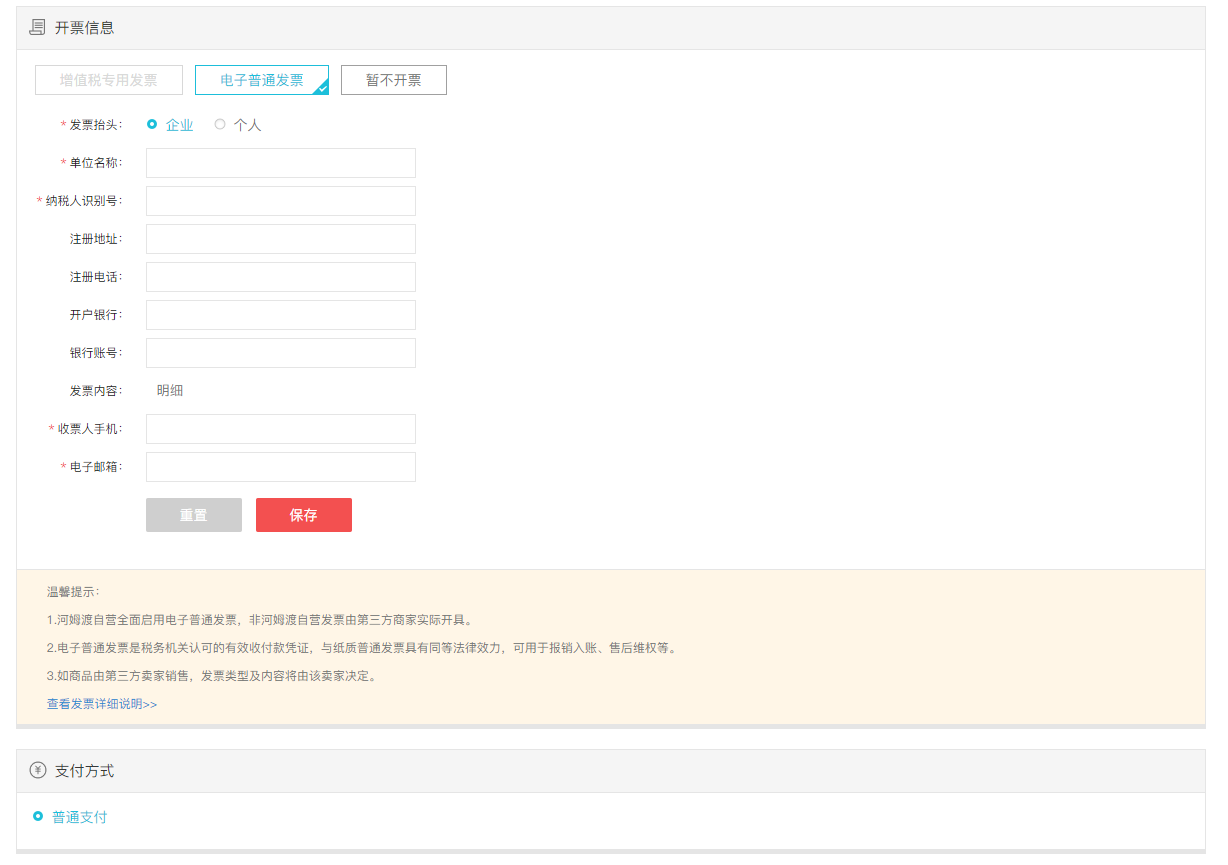 开票信息
增值税专用发票 电子普通发票 暂不开票
* 发票抬头： 企业 个人
* 单位名称：
* 纳税人识别号：
注册地址：
注册电话：
开户银行：
银行账号：
发票内容： 明细
* 收票人手机：
* 电子邮箱：
重置 保存
温馨提示：
1.河姆渡自营全面启用电子普通发票，非河姆渡自营发票由第三方商家实际开具。
2.电子普通发票是税务机关认可的有效收付款凭证，与纸质普通发票具有同等法律效力，可用于报销入账、售后维权等。
3.如商品由第三方卖家销售，发票类型及内容将由该卖家决定。
查看发票详细说明>>
¥ 支付方式
普通支付